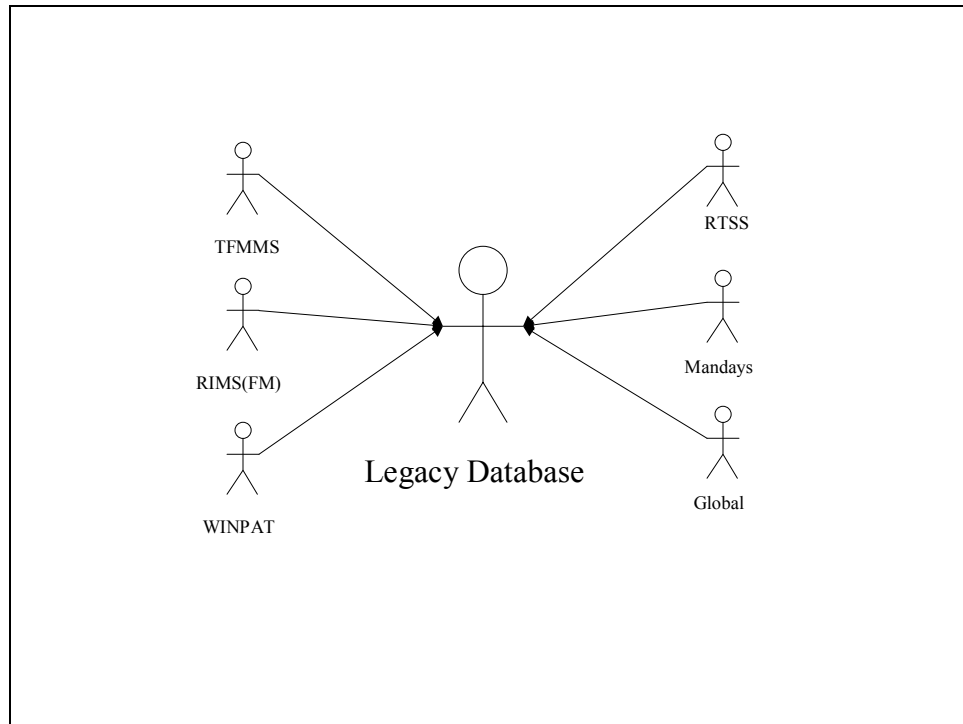 TFMMS
RTSS
RIMS(FM)
Mandays
Legacy Database
WINPAT
Global